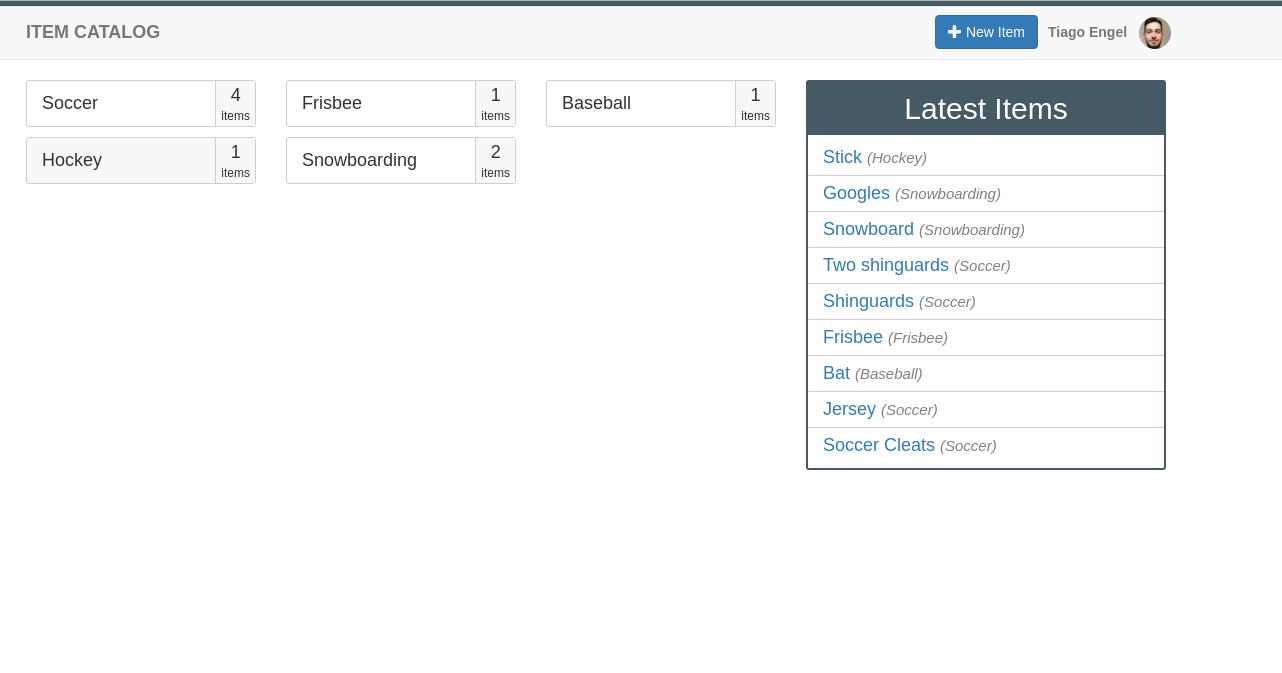 ITEM CATALOG
New Item
Tiago Engel
Soccer
4
items
Frisbee
1
items
Baseball
1
items
Hockey
1
items
Snowboarding
2
items
Latest Items
Stick (Hockey)
Googles (Snowboarding)
Snowboard (Snowboarding)
Two shinguards (Soccer)
Shinguards (Soccer)
Frisbee (Frisbee)
Bat (Baseball)
Jersey (Soccer)
Soccer Cleats (Soccer)